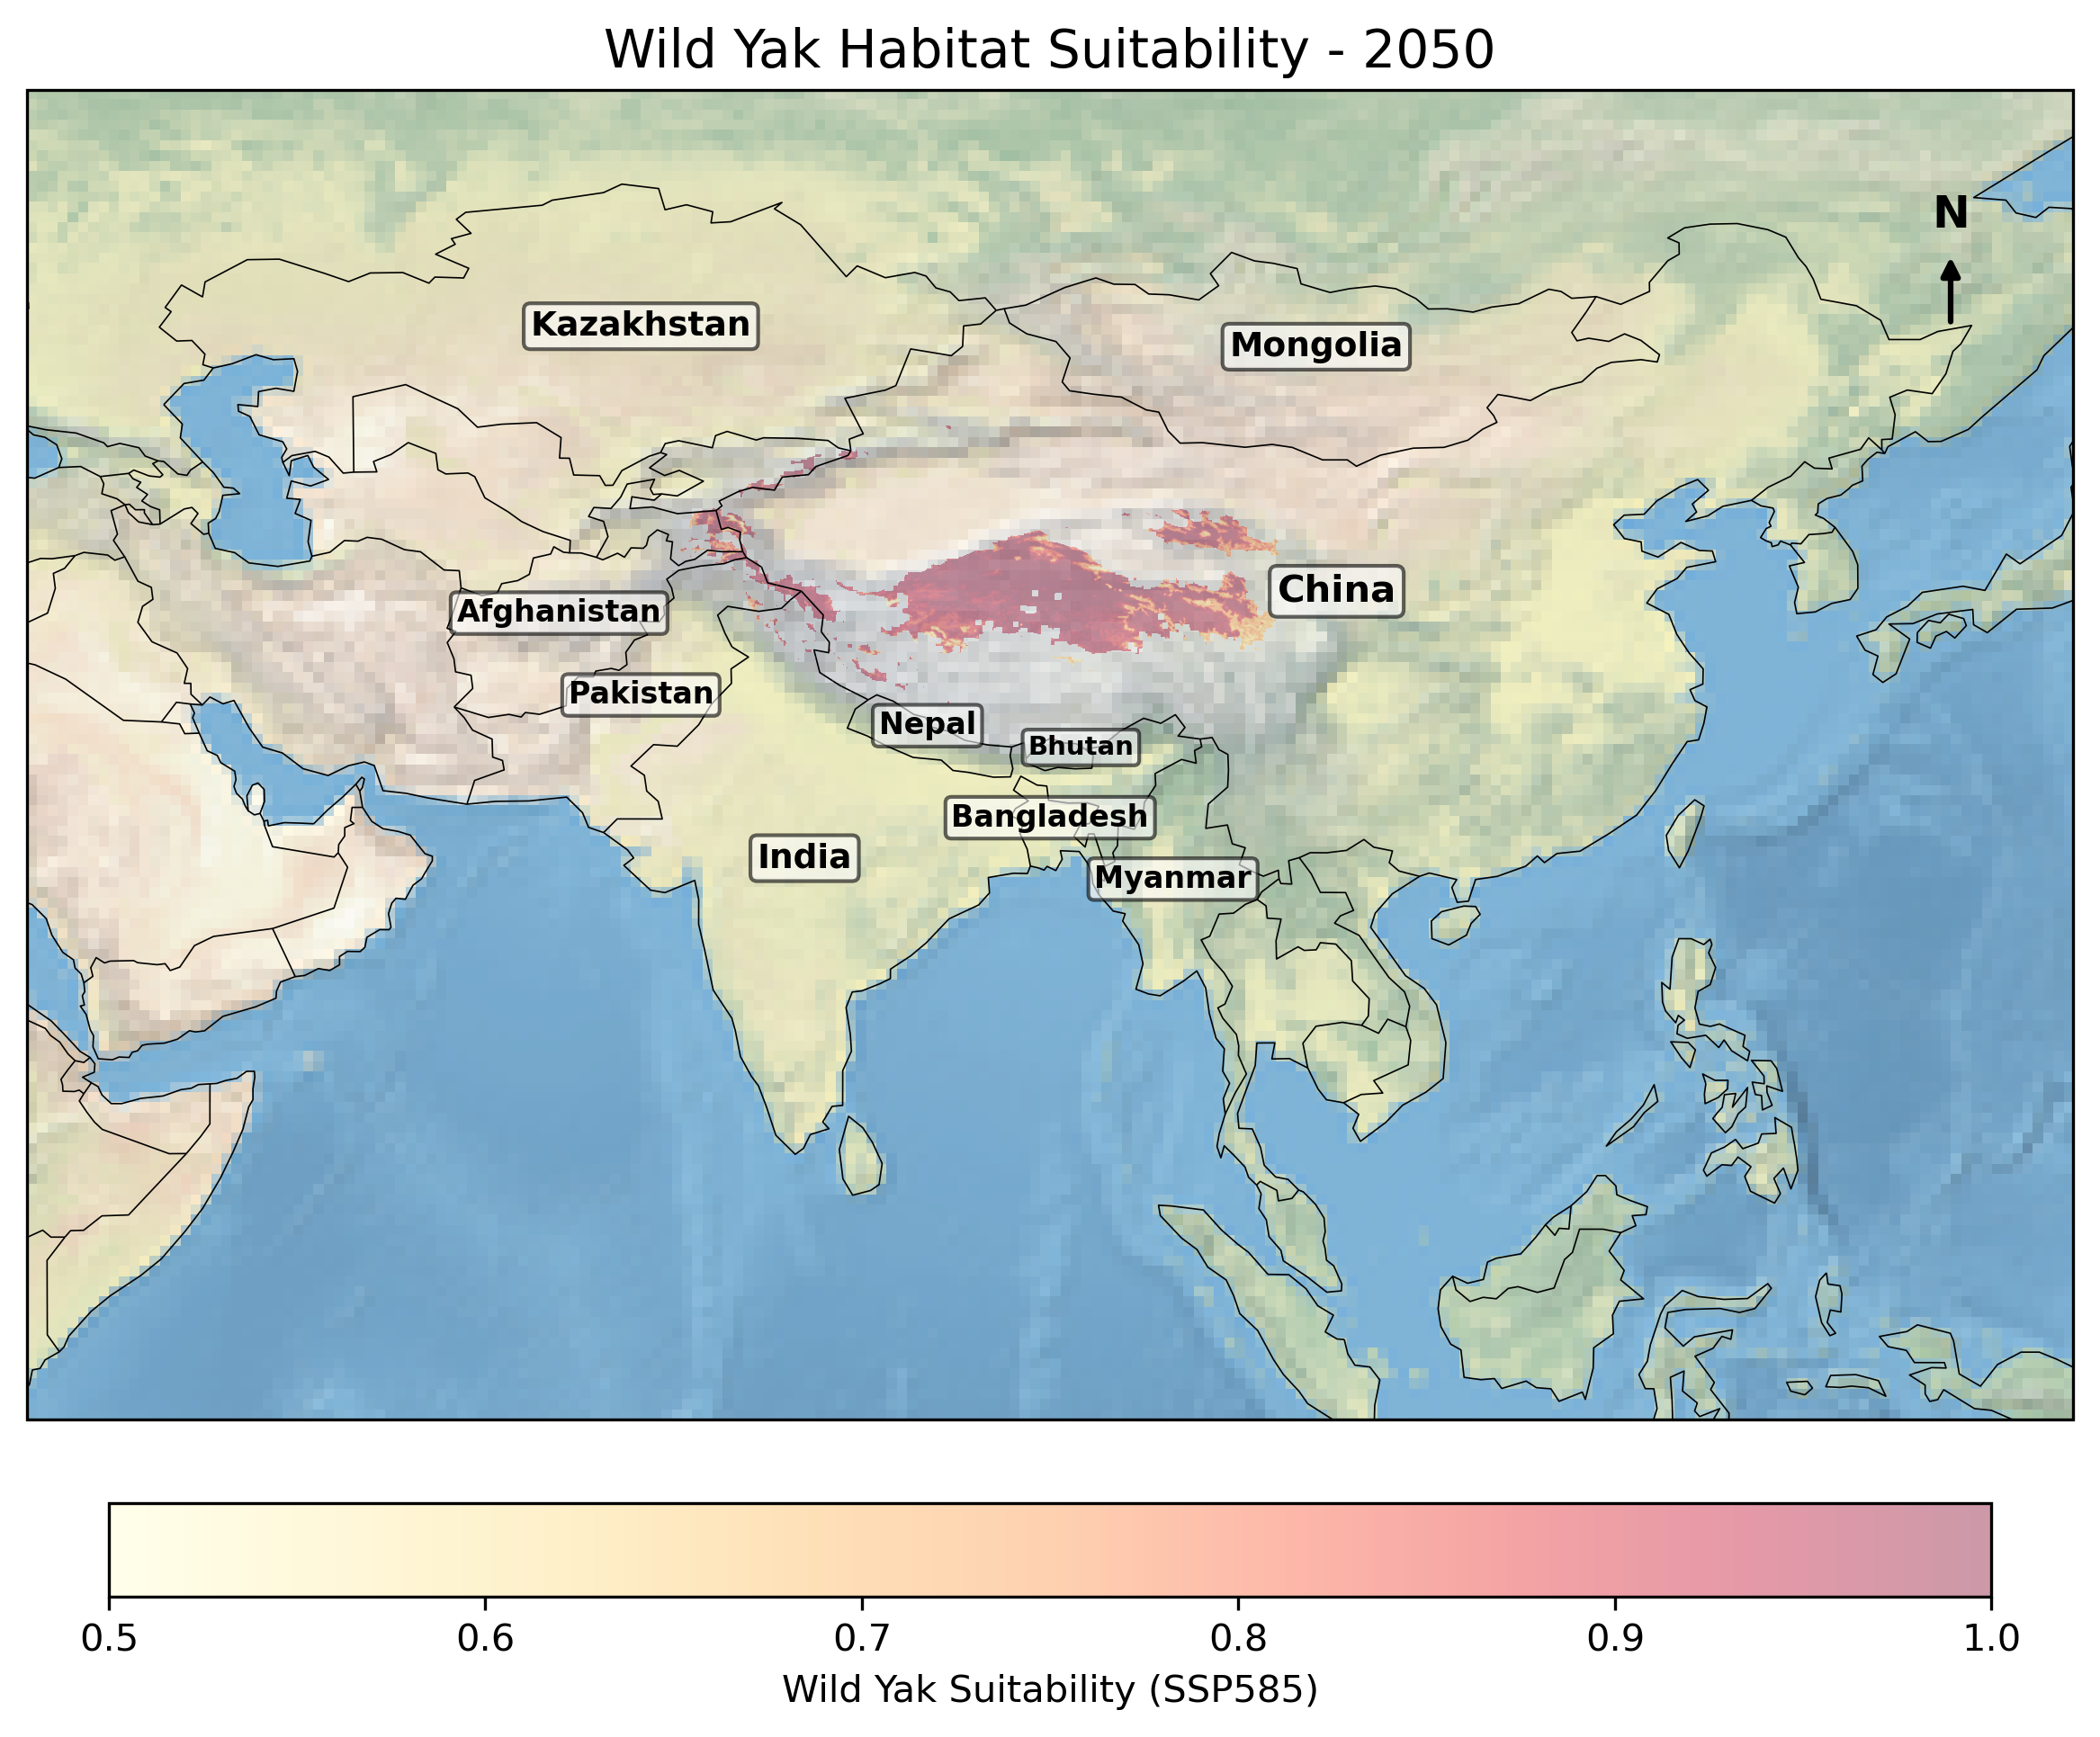 Wild Yak Habitat Suitability - 2050
N
Kazakhstan
Mongolia
China
Afghanistan
Pakistan
Nepal
Bhutan
Bangladesh
India
Myanmar
0.5 0.6 0.7 0.8 0.9 1.0
Wild Yak Suitability (SSP585)